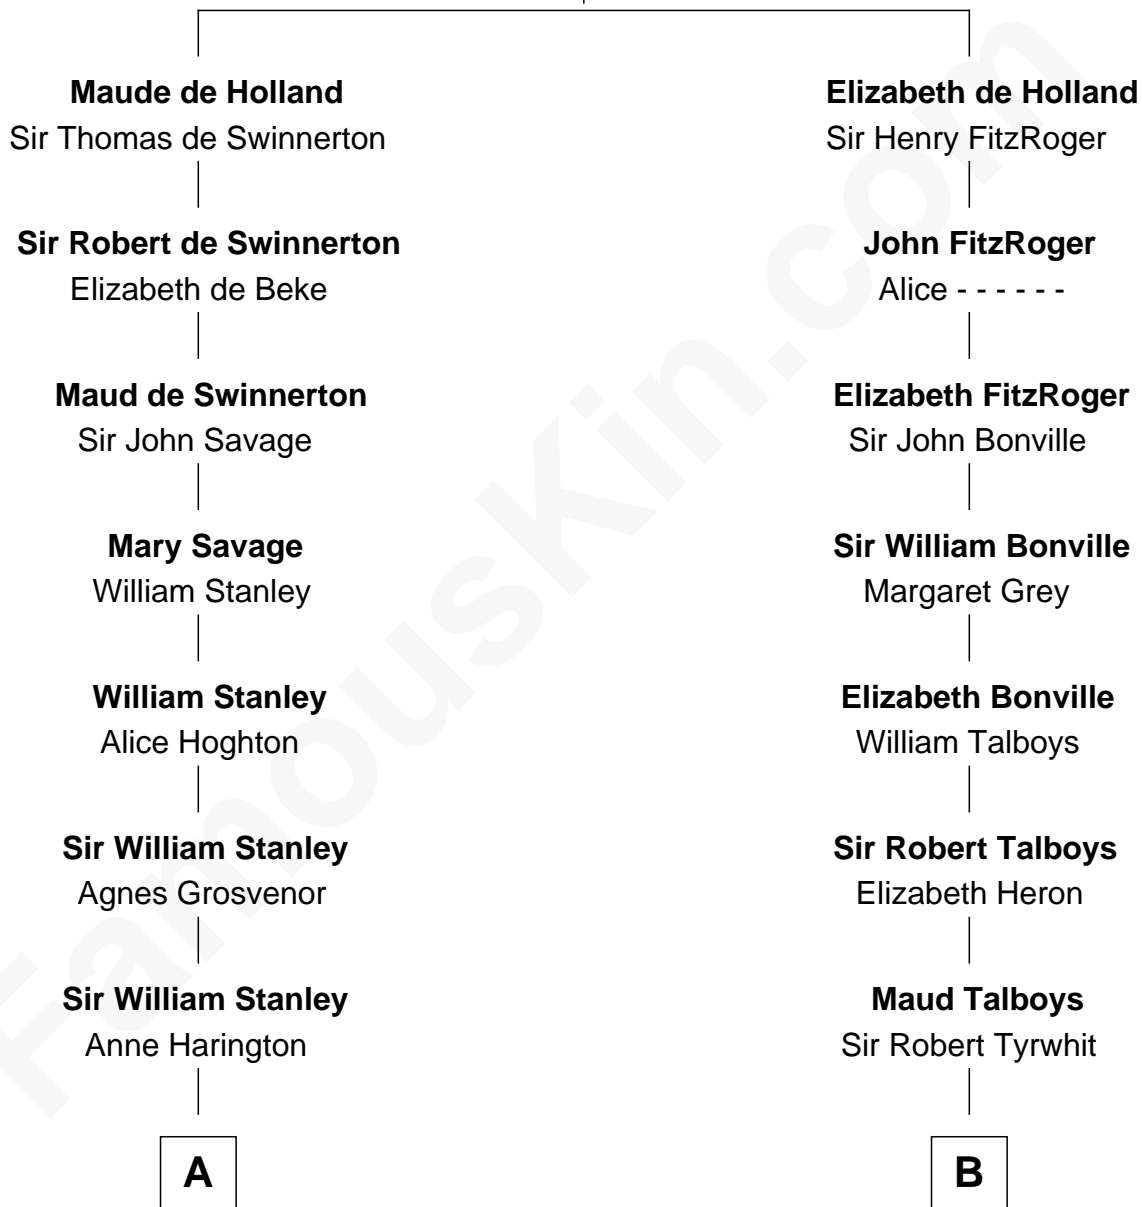 Maude de Holland
Sir Thomas de Swinnerton
Sir Robert de Swinnerton
Elizabeth de Beke
Maud de Swinnerton
Sir John Savage
Mary Savage
William Stanley
William Stanley
Alice Hoghton
Sir William Stanley
Agnes Grosvenor
Sir William Stanley
Anne Harington
A
Elizabeth de Holland
Sir Henry FitzRoger
John FitzRoger
Alice - - - - - -
Elizabeth FitzRoger
Sir John Bonville
Sir William Bonville
Margaret Grey
Elizabeth Bonville
William Talboys
Sir Robert Talboys
Elizabeth Heron
Maud Talboys
Sir Robert Tyrwhit
B
FamousKin.com